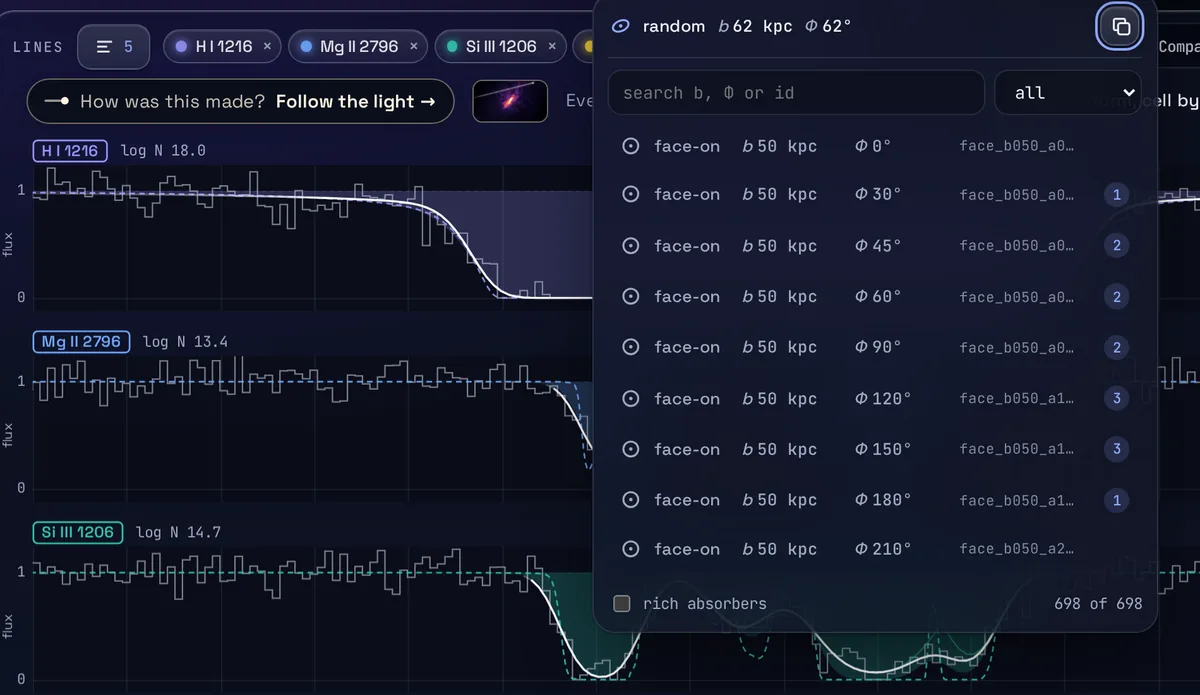 LINES 5 H I 1216 × Mg II 2796 × Si III 1206 ×
random b 62 kpc Φ 62°
Compa
How was this made? Follow the light →
Eve
search b, Φ or id
all
cell by
H I 1216 log N 18.0
face-on b 50 kpc Φ 0° face_b050_a0…
face-on b 50 kpc Φ 30° face_b050_a0… 1
face-on b 50 kpc Φ 45° face_b050_a0… 2
face-on b 50 kpc Φ 60° face_b050_a0… 2
face-on b 50 kpc Φ 90° face_b050_a0… 2
face-on b 50 kpc Φ 120° face_b050_a1… 3
face-on b 50 kpc Φ 150° face_b050_a1… 3
face-on b 50 kpc Φ 180° face_b050_a1… 1
face-on b 50 kpc Φ 210° face_b050_a2…
rich absorbers 698 of 698
1
flux
0
Mg II 2796 log N 13.4
1
flux
0
Si III 1206 log N 14.7
1
flux
0